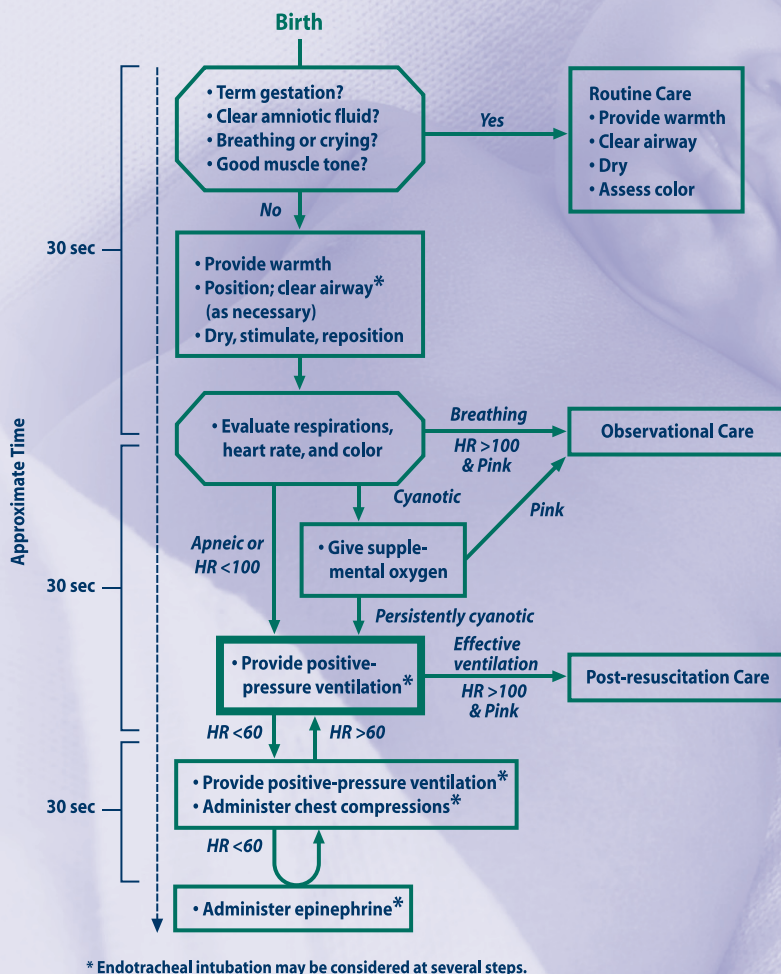 Birth
• Term gestation?
• Clear amniotic fluid?
• Breathing or crying?
• Good muscle tone?
Yes
Routine Care
• Provide warmth
• Clear airway
• Dry
• Assess color
No
30 sec
• Provide warmth
• Position; clear airway*
(as necessary)
• Dry, stimulate, reposition
• Evaluate respirations,
heart rate, and color
Breathing
HR >100
& Pink
Observational Care
Approximate Time
Cyanotic
Pink
Apneic or
HR <100
• Give supple-
mental oxygen
30 sec
Persistently cyanotic
• Provide positive-
pressure ventilation*
Effective
ventilation
HR >100
& Pink
Post-resuscitation Care
HR <60
HR >60
30 sec
• Provide positive-pressure ventilation*
• Administer chest compressions*
HR <60
• Administer epinephrine*
* Endotracheal intubation may be considered at several steps.